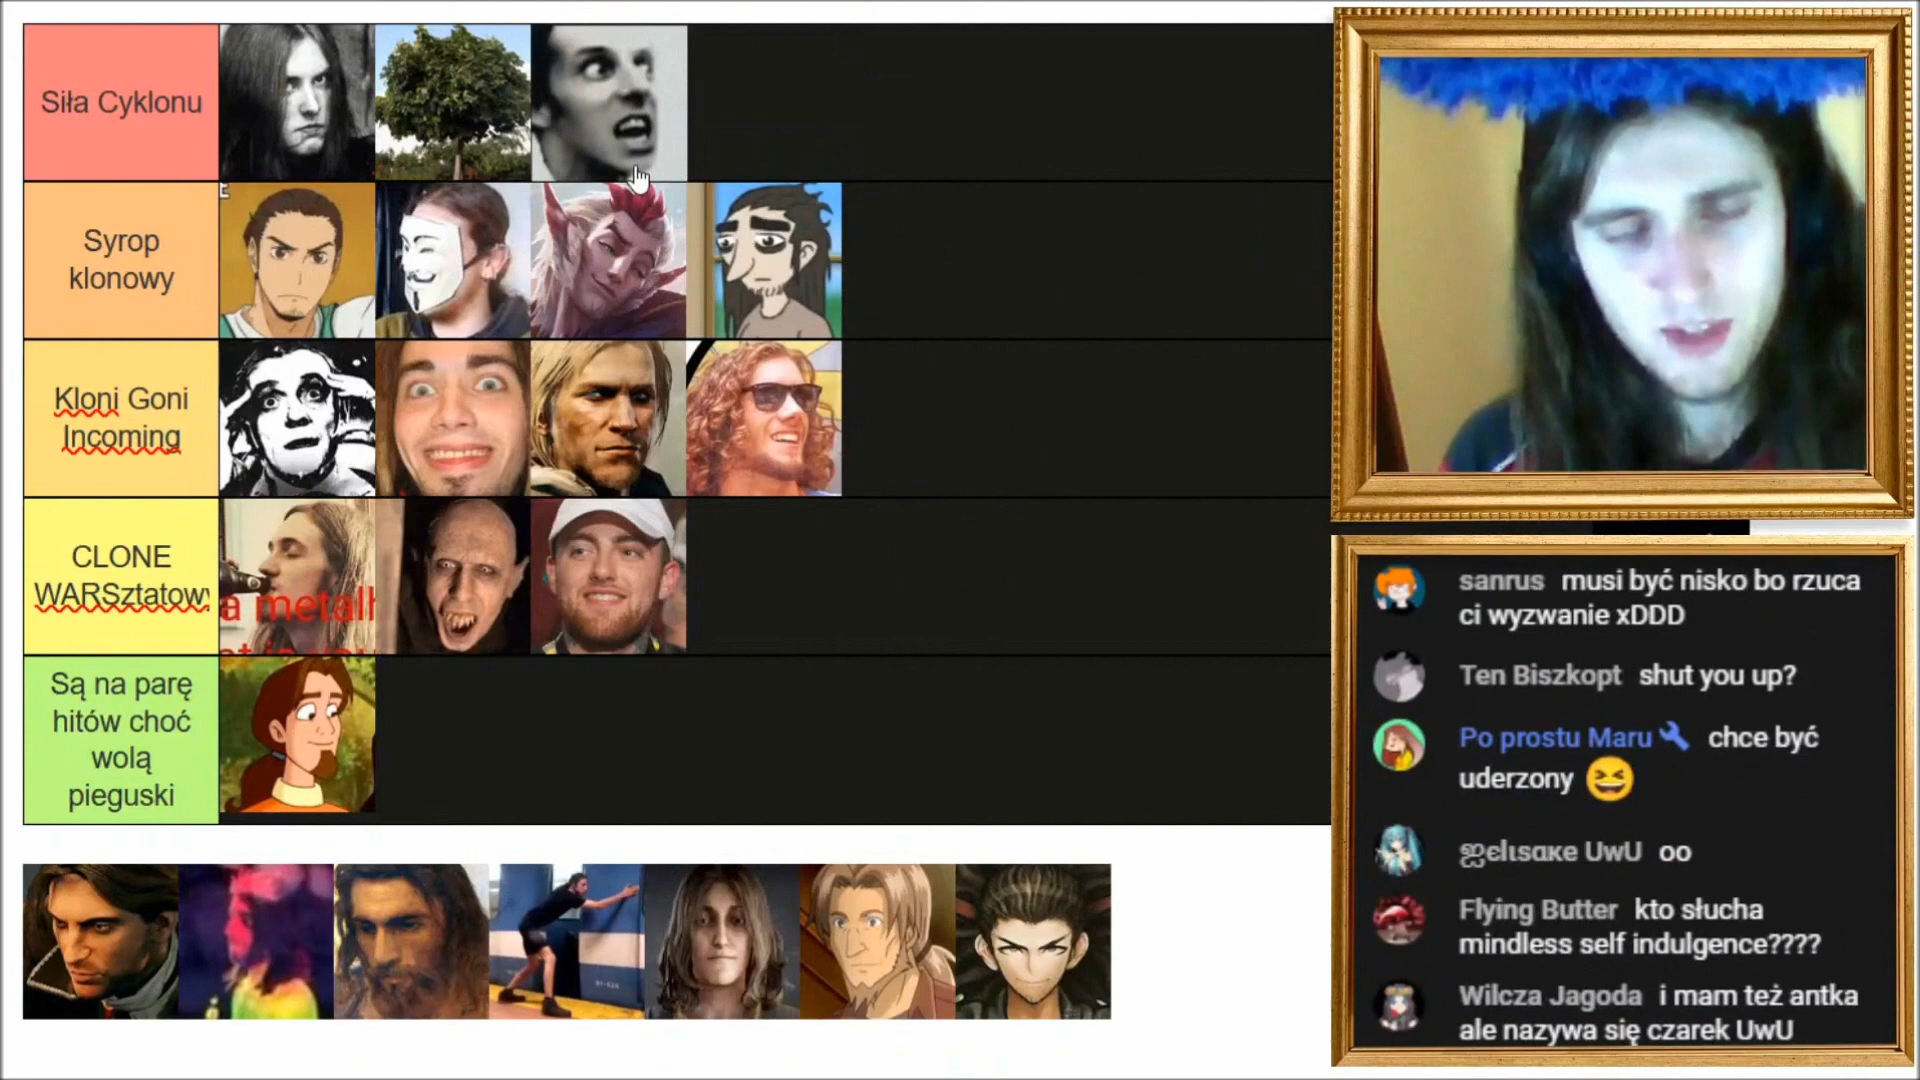 Siła Cyklonu
E
Syrop
klonowy
Kloni Goni
Incoming
CLONE
WARSztatowy
a metalh
Są na parę
hitów choć
wolą
pieguski
sanrus musi być nisko bo rzuca
ci wyzwanie xDDD
Ten Biszkopt shut you up?
Po prostu Maru chce być
uderzony 😆
UwU oo
Flying Butter kto słucha
mindless self indulgence????
Wilcza Jagoda i mam też antka
ale nazywa się czarek UwU